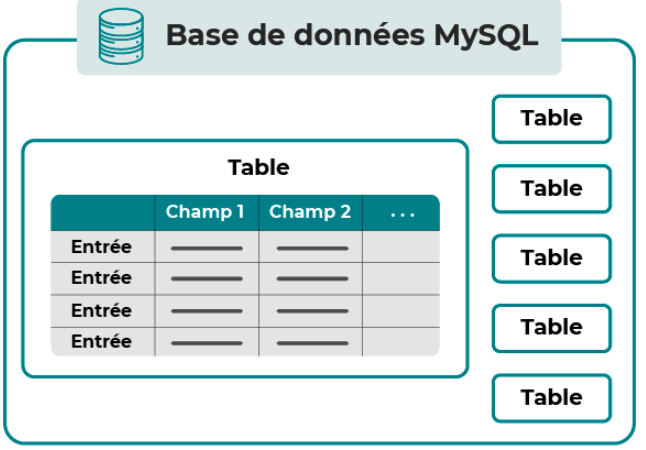 Base de données MySQL
Table
Champ 1 Champ 2 ...
Entrée
Entrée
Entrée
Entrée
Table
Table
Table
Table
Table